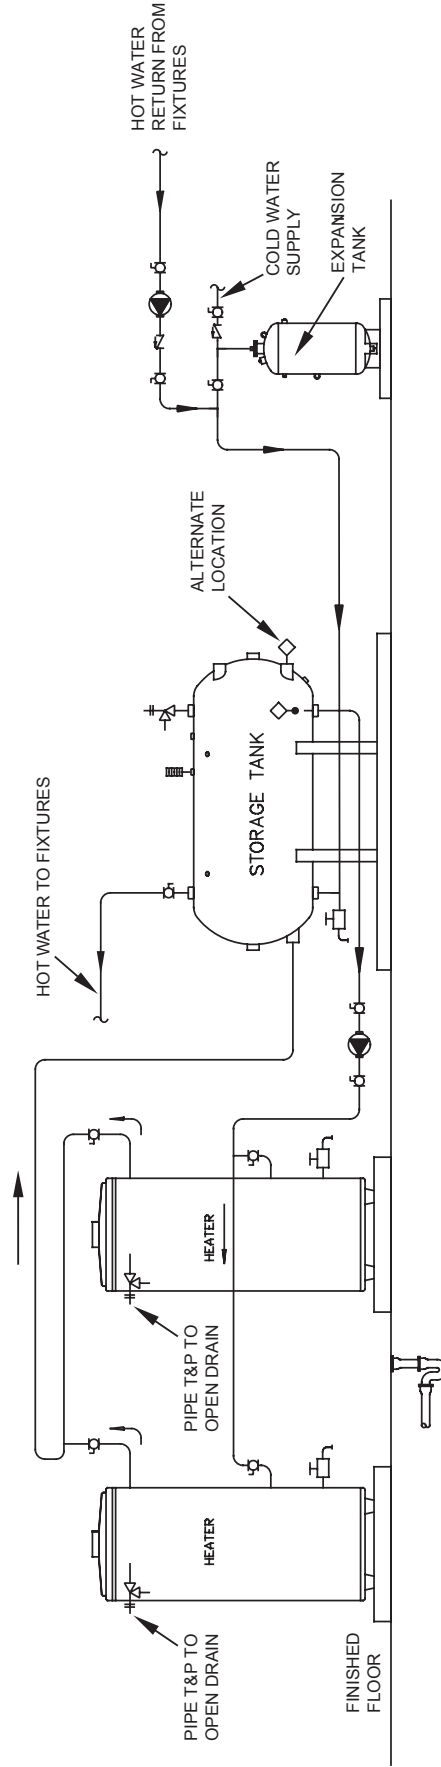 HOT WATER TO FIXTURES
HOT WATER
RETURN FROM
FIXTURES
ALTERNATE
LOCATION
COLD WATER
SUPPLY
EXPANSION
TANK
STORAGE TANK
HEATER
HEATER
PIPE T&P TO
OPEN DRAIN
PIPE T&P TO
OPEN DRAIN
FINISHED
FLOOR